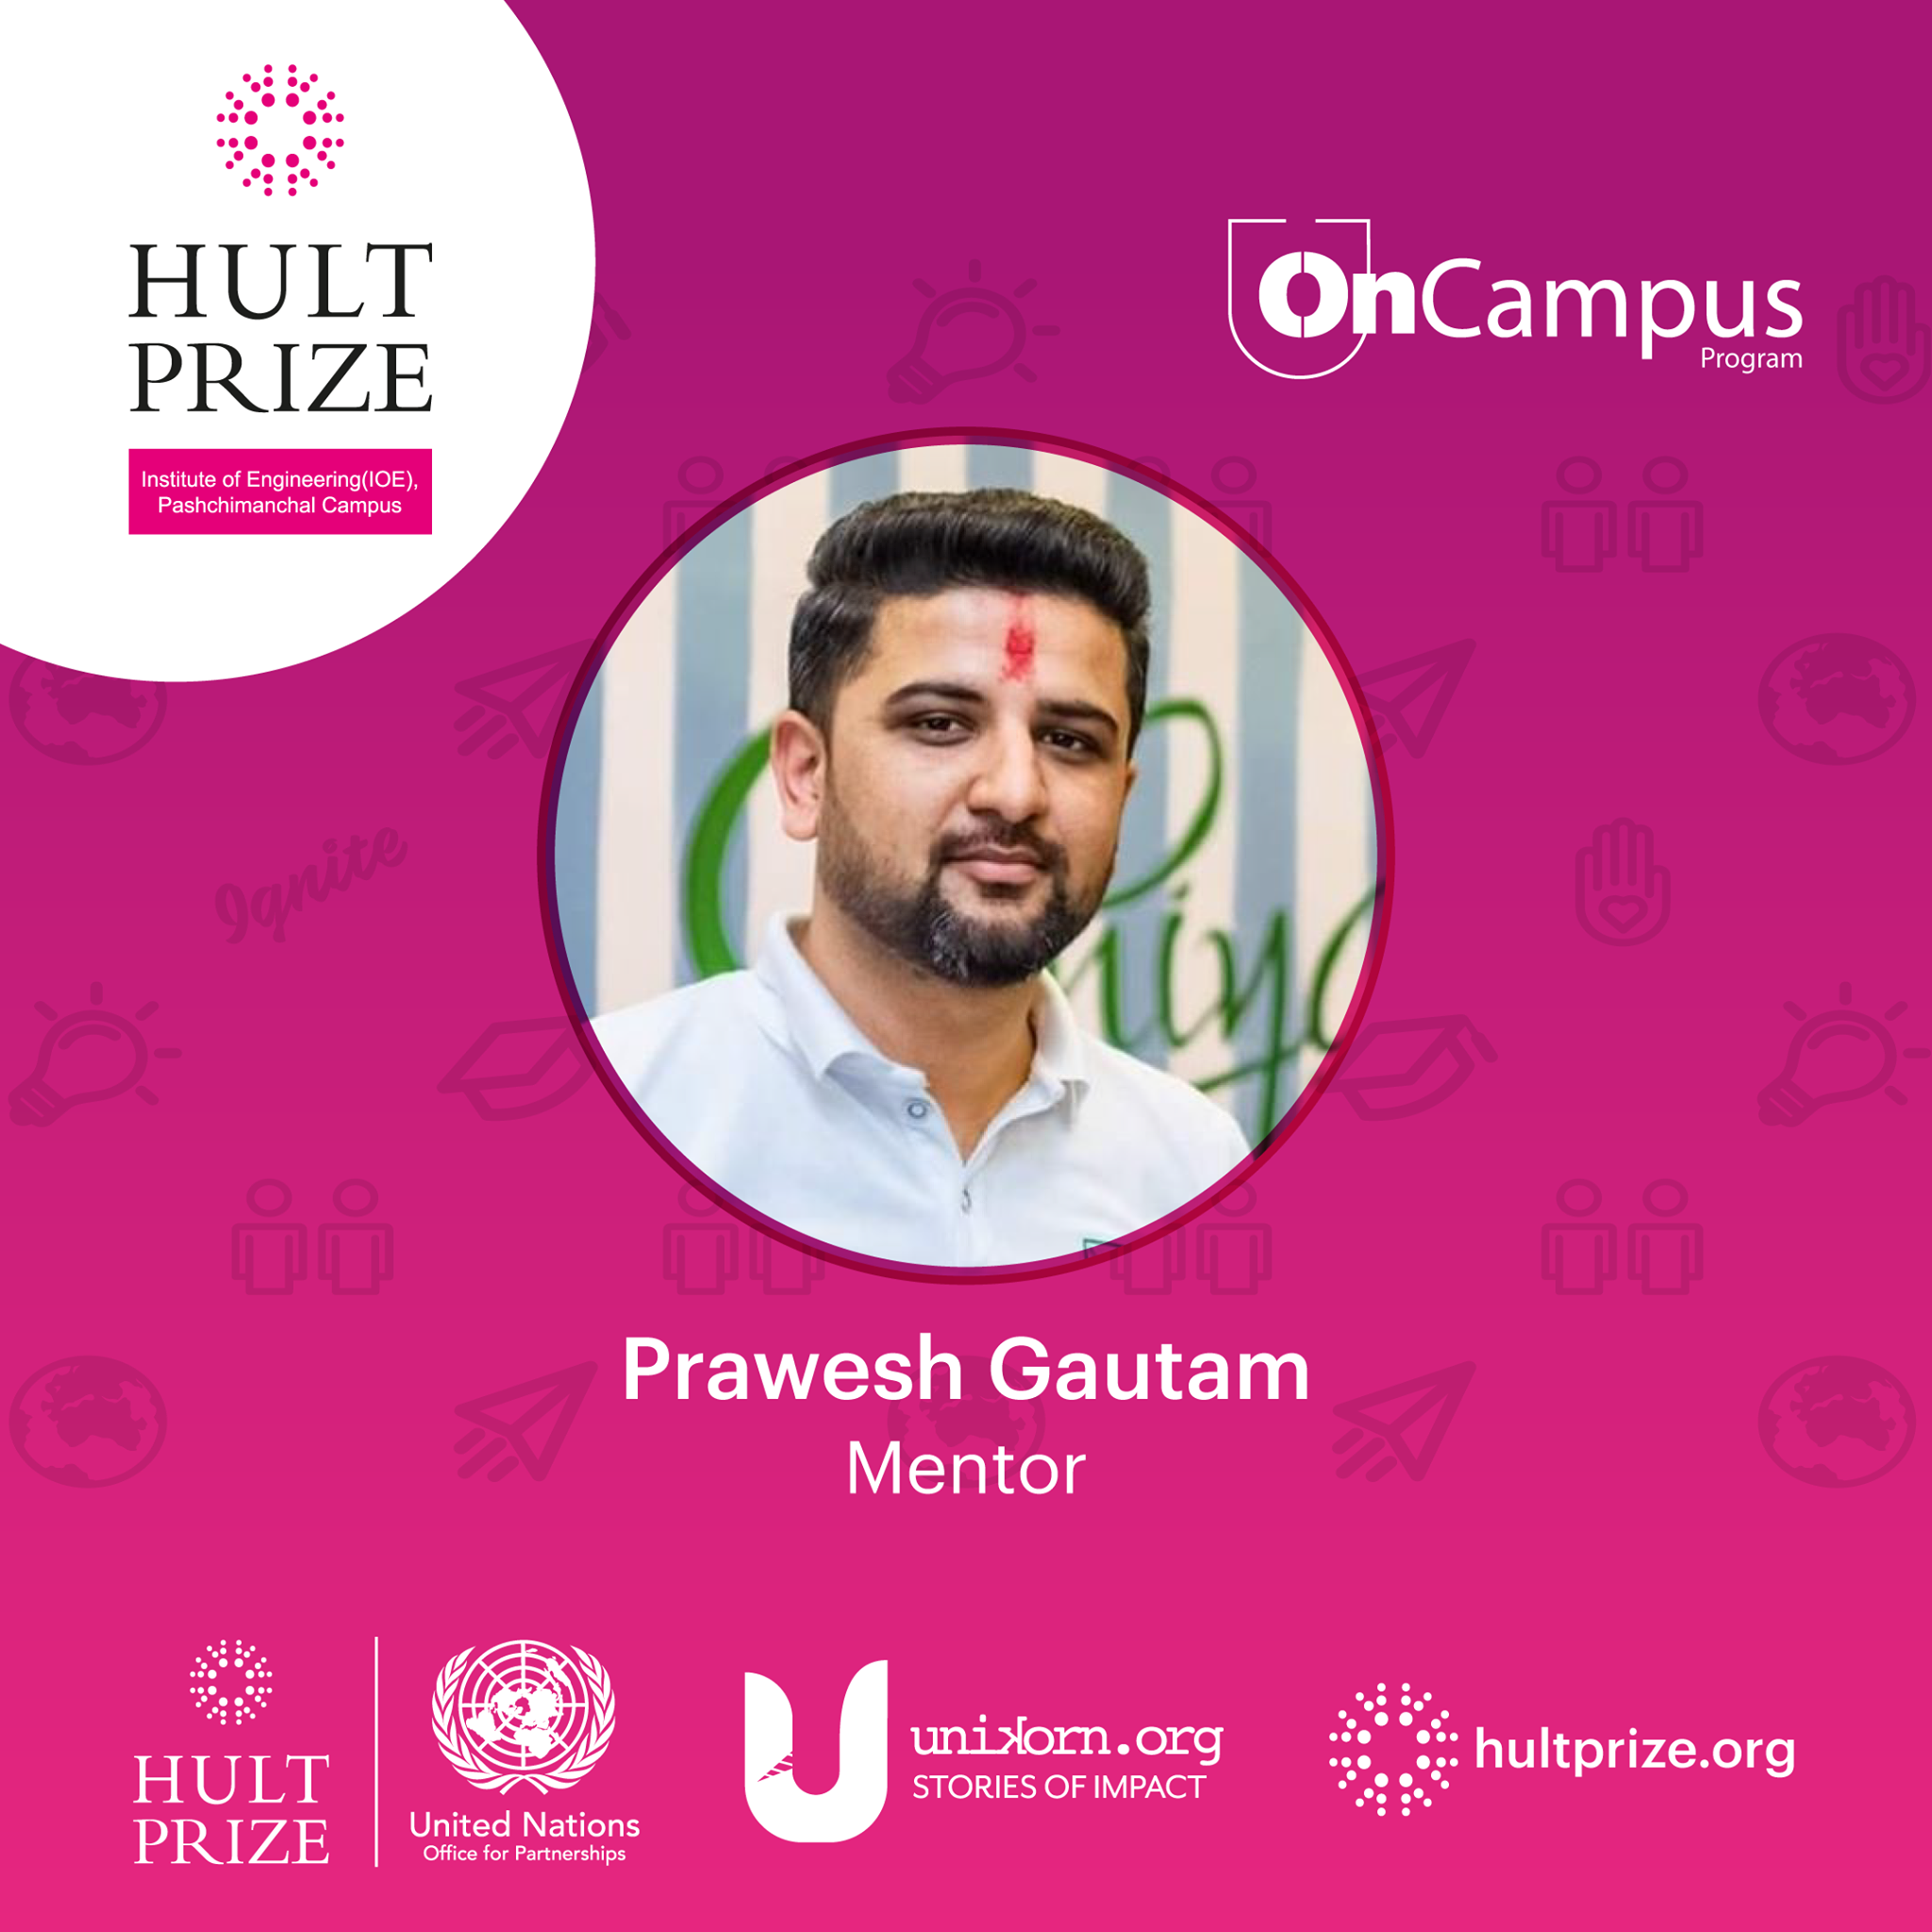 HULT
PRIZE
Institute of Engineering(IOE),
Pashchimanchal Campus
OnCampus
Program
Ignite
Prawesh Gautam
Mentor
HULT
PRIZE
United Nations
Office for Partnerships
unikorn.org
STORIES OF IMPACT
hultprize.org